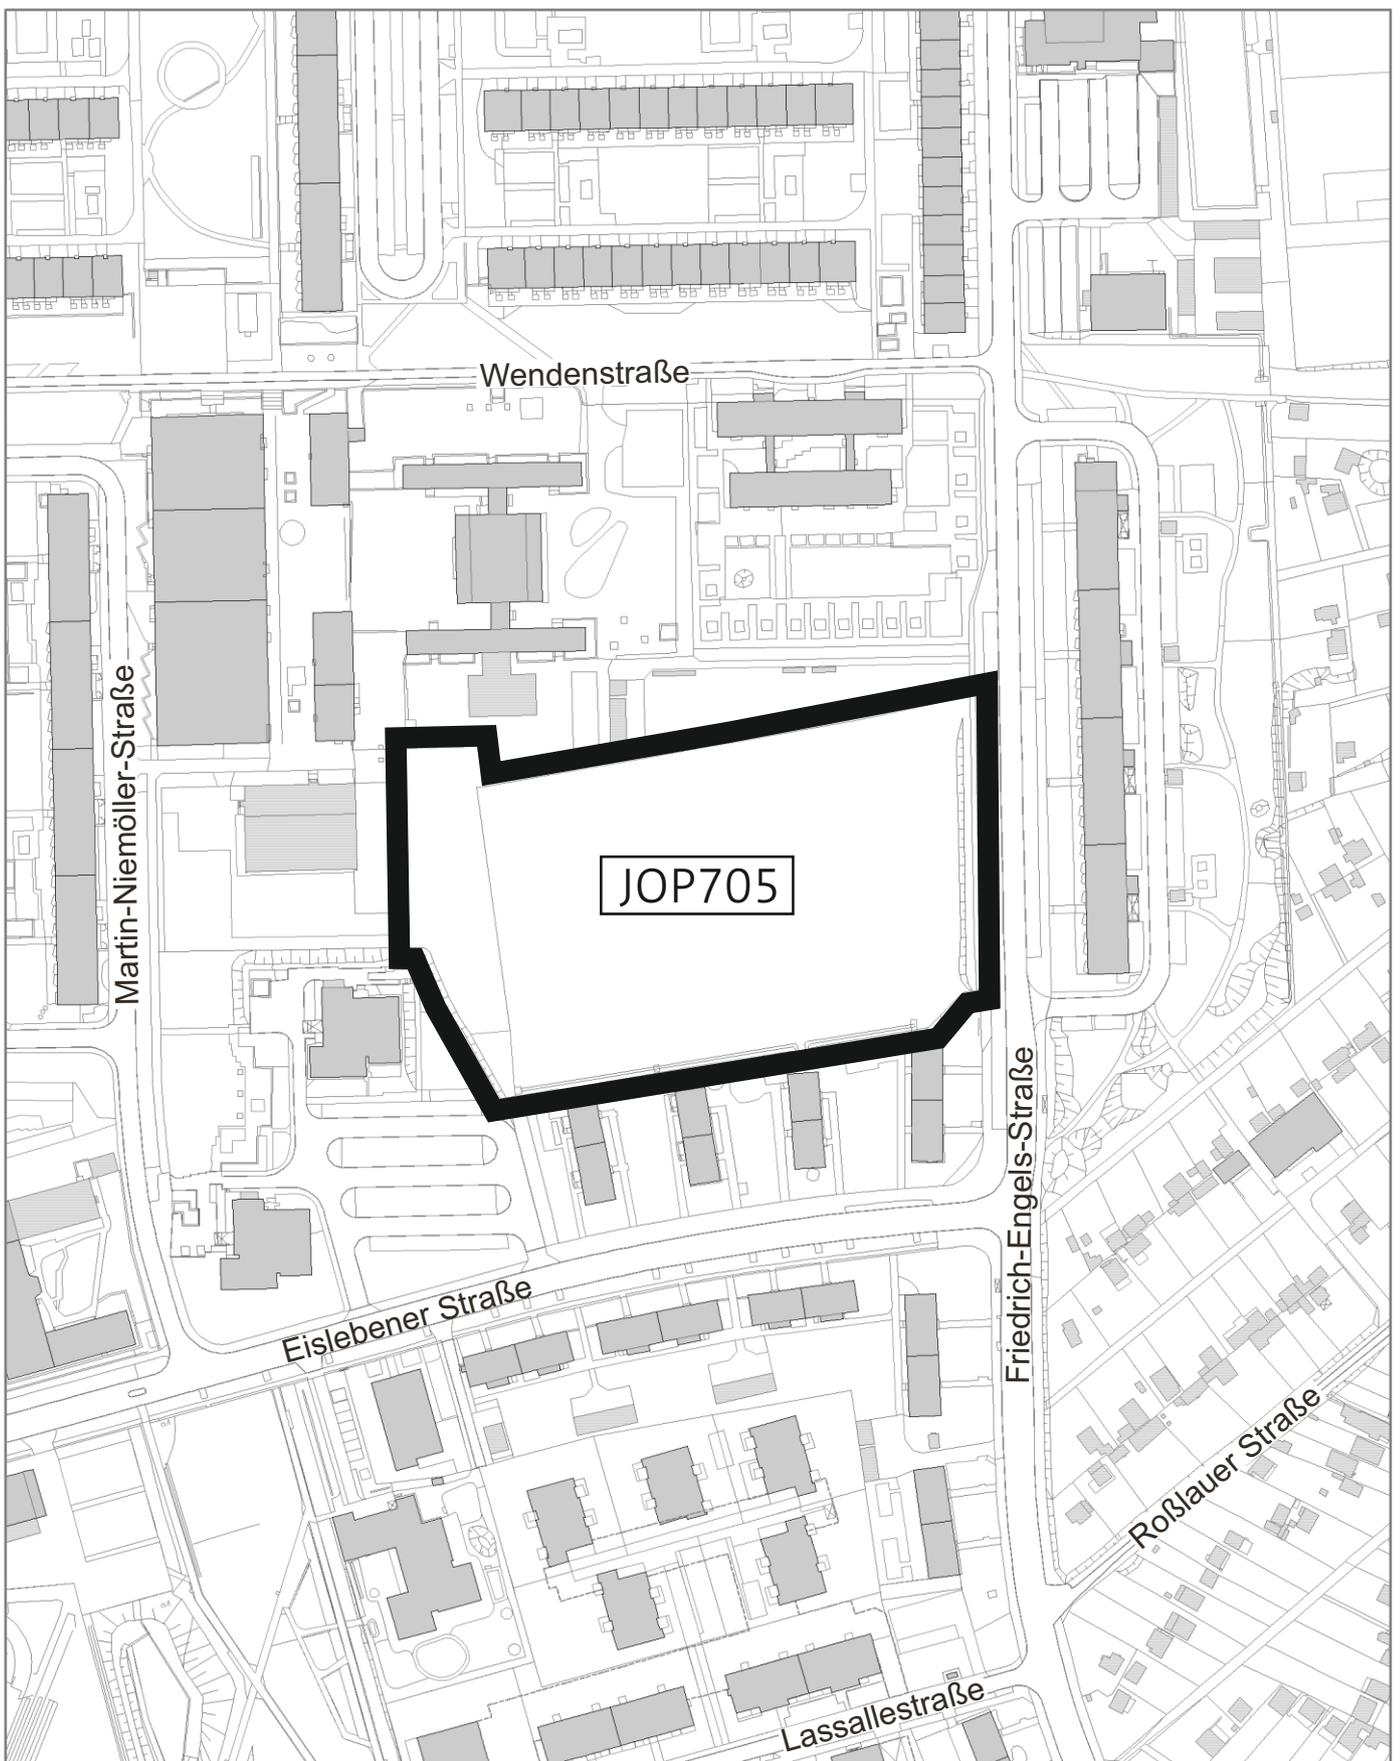 Wendenstraße
Martin-Niemöller-Straße
JOP705
Friedrich-Engels-Straße
Eislebener Straße
Roßlauer Straße
Lassallestraße